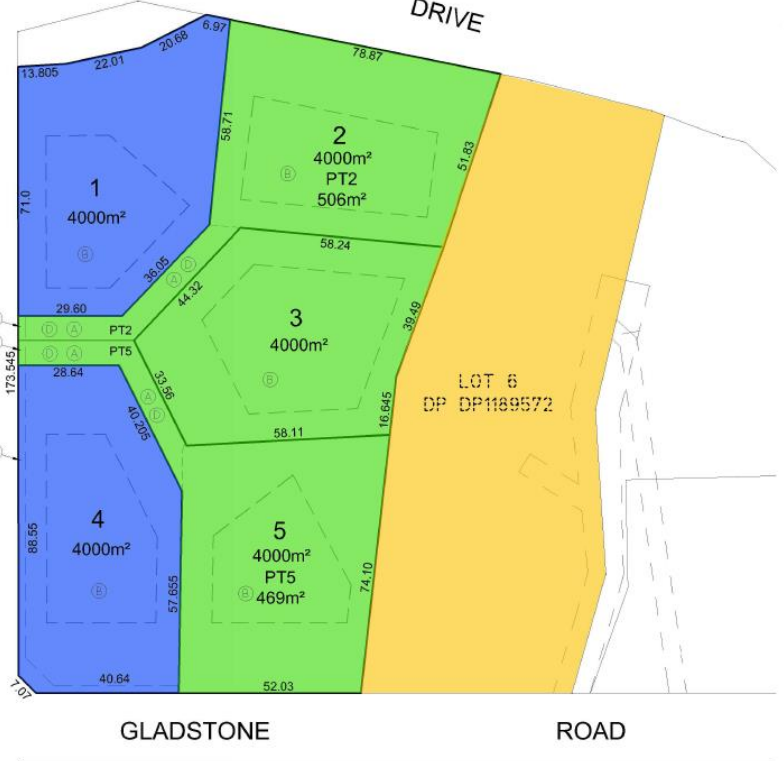 DRIVE
6.97
20.68
22.01
13.805
78.87
58.71
51.83
2
4000m²
PT2
506m²
B
1
4000m²
B
71.0
36.05
A D
44.32
58.24
29.60
D A PT2
D A PT5
28.64
173.545
3
4000m²
B
39.49
16.645
33.56
A
D
40.205
58.11
LOT 6
DP DP1189572
4
4000m²
B
88.55
57.655
5
4000m²
PT5
B 469m²
74.10
7.07
40.64
52.03
GLADSTONE ROAD